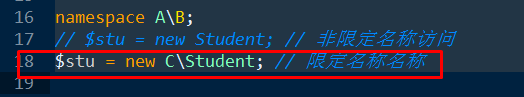 16
17 namespace A\B;
// $stu = new Student; // 非限定名称访问
18 $stu = new C\Student; // 限定名称名称
19